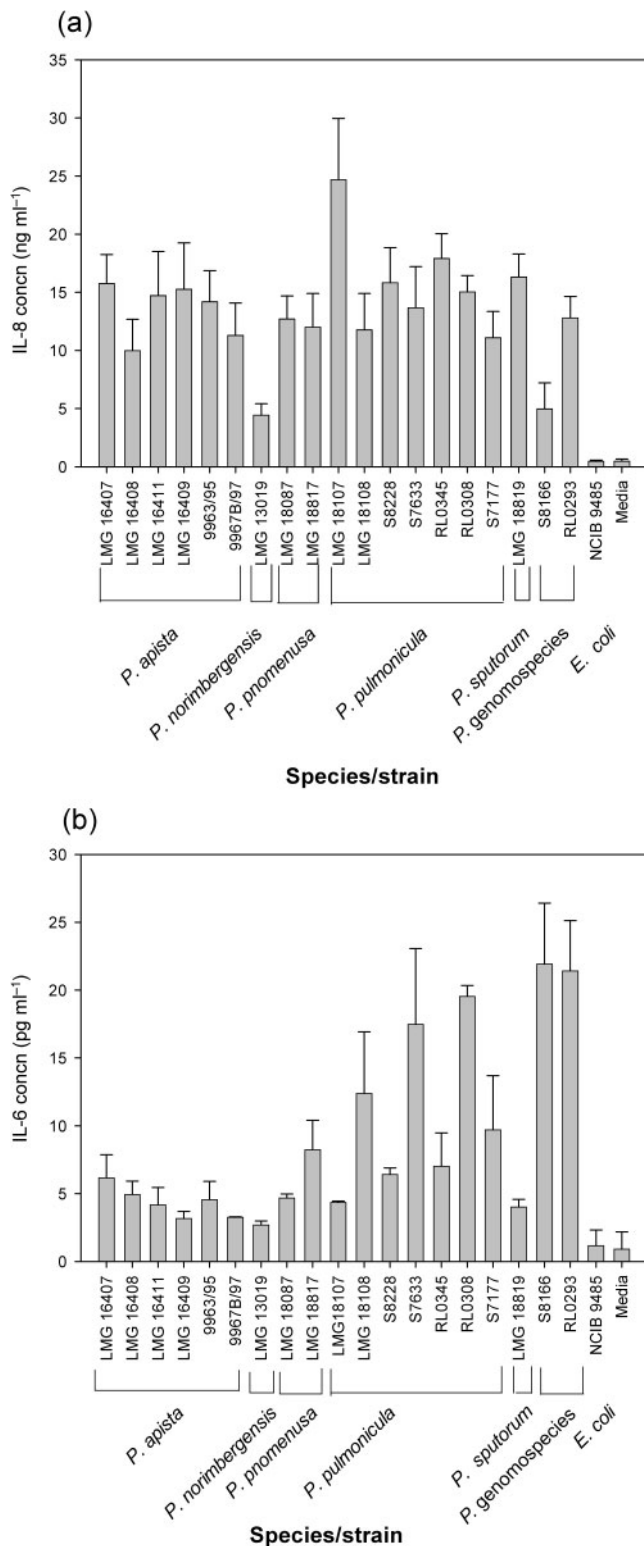 (a)
35
30
25
20
15
10
5
0
IL-8 concn (ng ml⁻¹)
LMG 16407
LMG 16408
LMG 16411
LMG 16409
9963/95
9967B/97
LMG 13019
LMG 18087
LMG 18817
LMG 18107
LMG 18108
S8228
S7633
RL0345
RL0308
S7177
LMG 18819
S8166
RL0293
NCIB 9485
Media
P. apista
P. norimbergensis
P. pnomenusa
P. pulmonicula
P. sputorum
P. genomospecies
E. coli
Species/strain
(b)
30
25
20
15
10
5
0
IL-6 concn (pg ml⁻¹)
LMG 16407
LMG 16408
LMG 16411
LMG 16409
9963/95
9967B/97
LMG 13019
LMG 18087
LMG 18817
LMG18107
LMG 18108
S8228
S7633
RL0345
RL0308
S7177
LMG 18819
S8166
RL0293
NCIB 9485
Media
P. apista
P. norimbergensis
P. pnomenusa
P. pulmonicula
P. sputorum
P. genomospecies
E. coli
Species/strain